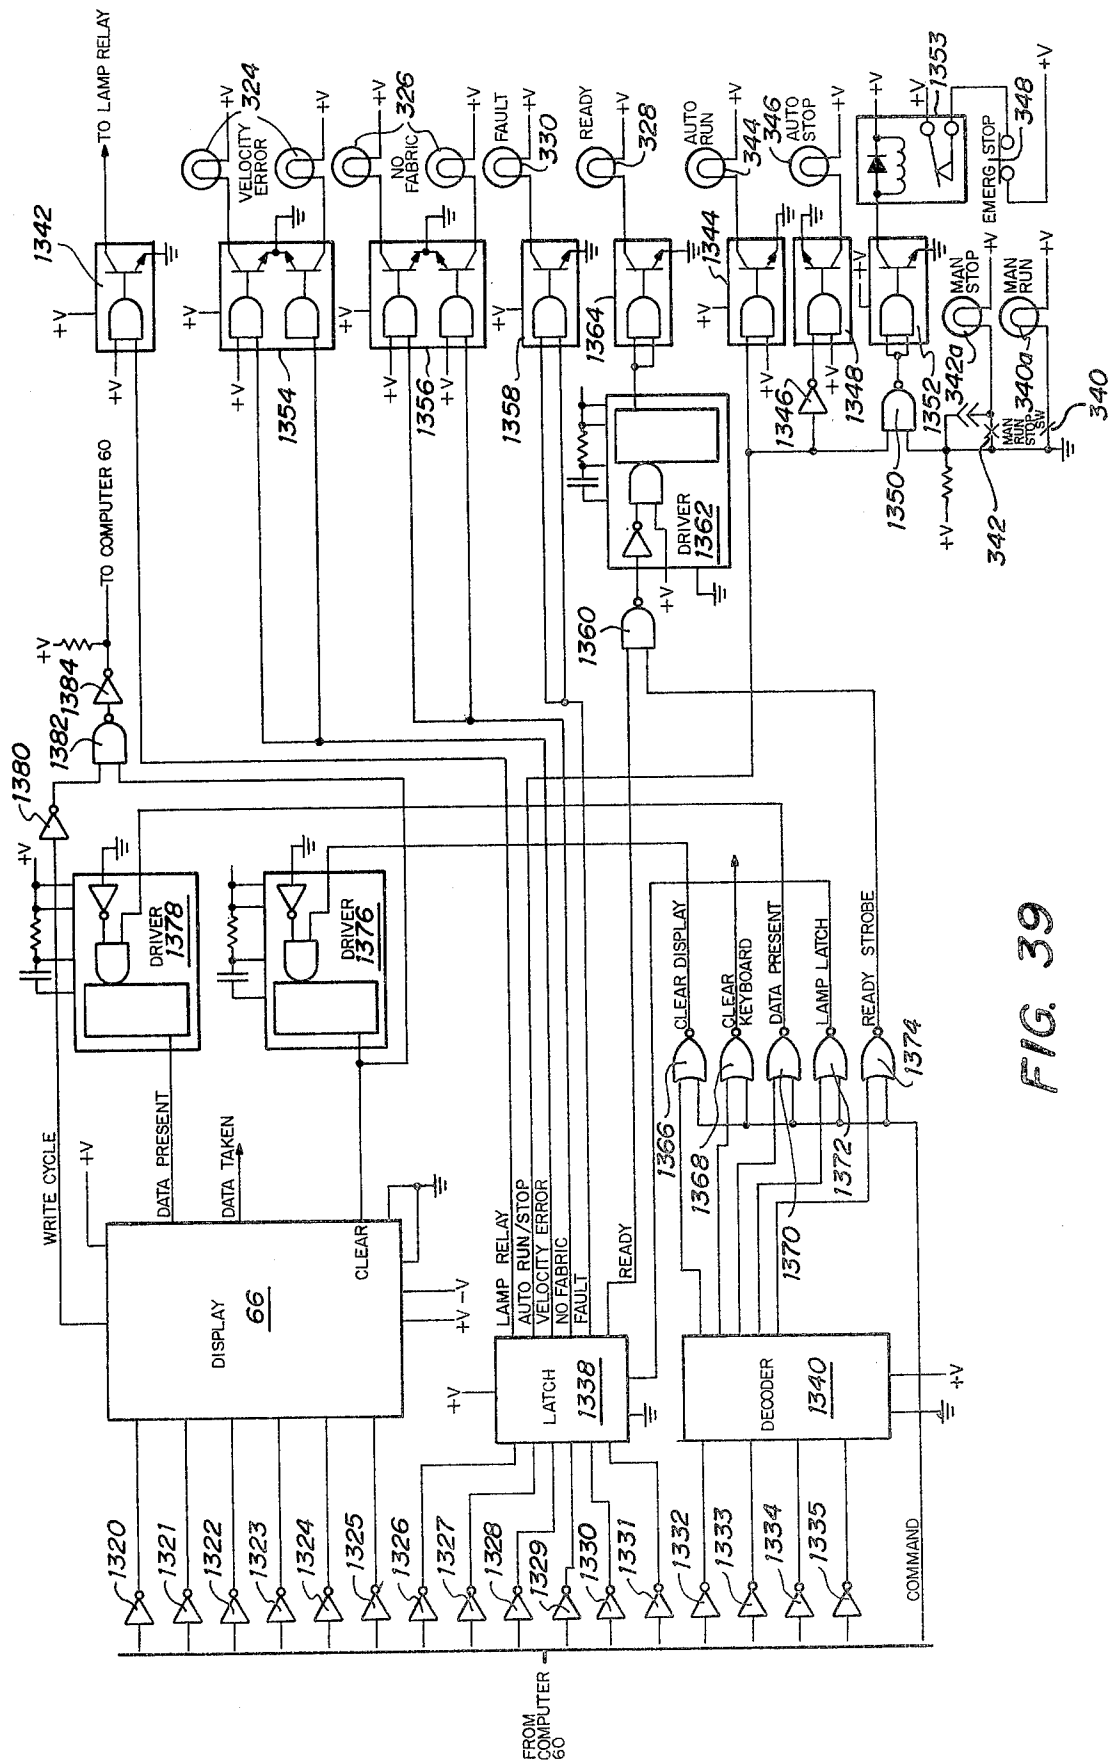 FROM
COMPUTER
60
1320
1321
1322
1323
1324
1325
1326
1327
1328
1329
1330
1331
1332
1333
1334
1335
COMMAND
WRITE CYCLE
+V
DISPLAY
66
DATA PRESENT
DATA TAKEN
CLEAR
+V
-V
+V
LATCH
1338
LAMP RELAY
AUTO RUN/STOP
VELOCITY ERROR
NO FABRIC
FAULT
READY
DECODER
1340
+V
1366
1368
1370
1372
1374
CLEAR DISPLAY
CLEAR
KEYBOARD
DATA PRESENT
LAMP LATCH
READY STROBE
+V
DRIVER
1378
DRIVER
1376
1380
1382
1384
+V
TO COMPUTER 60
1360
+V
DRIVER
1362
1342
+V
+V
TO LAMP RELAY
+V
+V
+V
1354
VELOCITY
ERROR
324
+V
+V
+V
+V
+V
1356
NO
FABRIC
326
+V
+V
+V
1358
FAULT
330
+V
1364
READY
328
+V
+V
+V
1344
AUTO
RUN
344
+V
1346
+V
1348
346
AUTO
STOP
+V
+V
1350
1352
+V
+V
1353
EMERG STOP
348
+V
+V
342
342a
MAN
STOP
+V
MAN
RUN
STOP
SW
340a
MAN
RUN
+V
340
FIG. 39